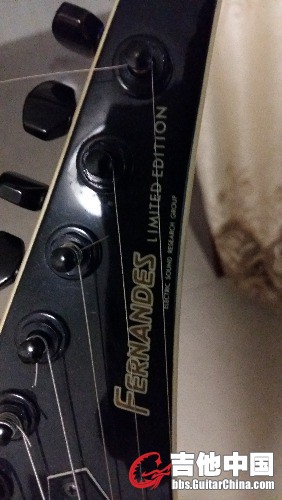 FERNANDES
LIMITED EDITION
ELECTRIC SOUND RESEARCH GROUP
吉他中国
bbs.GuitarChina.com